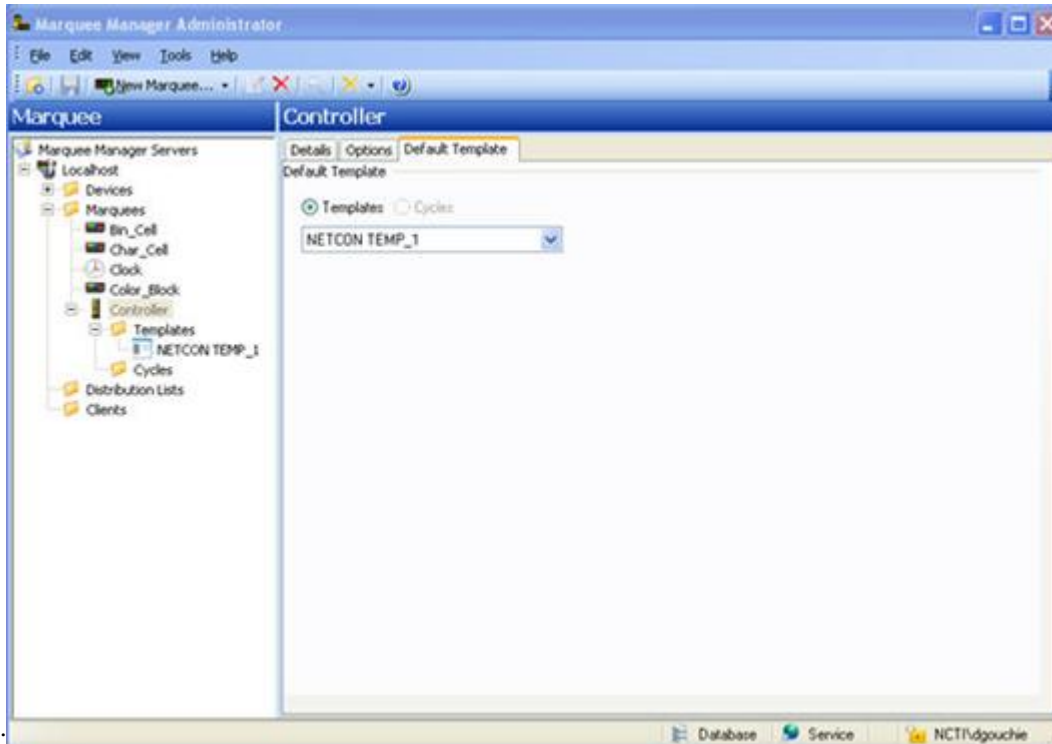 Marquee Manager Administrator
File Edit View Tools Help
New Marquee...
Marquee
Controller
Marquee Manager Servers
Localhost
Devices
Marquees
Bin_Cell
Char_Cell
Clock
Color_Block
Controller
Templates
NETCON TEMP_1
Cycles
Distribution Lists
Clients
Details Options Default Template
Default Template
Templates Cycles
NETCON TEMP_1
Database Service NCTI\dgouchie
.